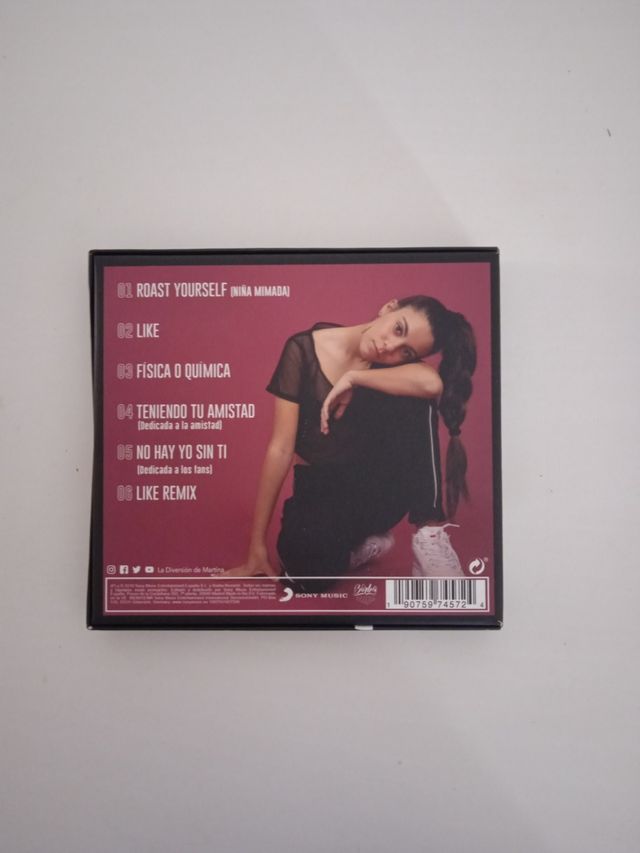 01 ROAST YOURSELF (NIÑA MIMADA)
02 LIKE
03 FÍSICA O QUÍMICA
04 TENIENDO TU AMISTAD
(Dedicada a la amistad)
05 NO HAY YO SIN TI
(Dedicada a los fans)
06 LIKE REMIX
La Diversión de Martina
SONY MUSIC
1 90759 74572 4